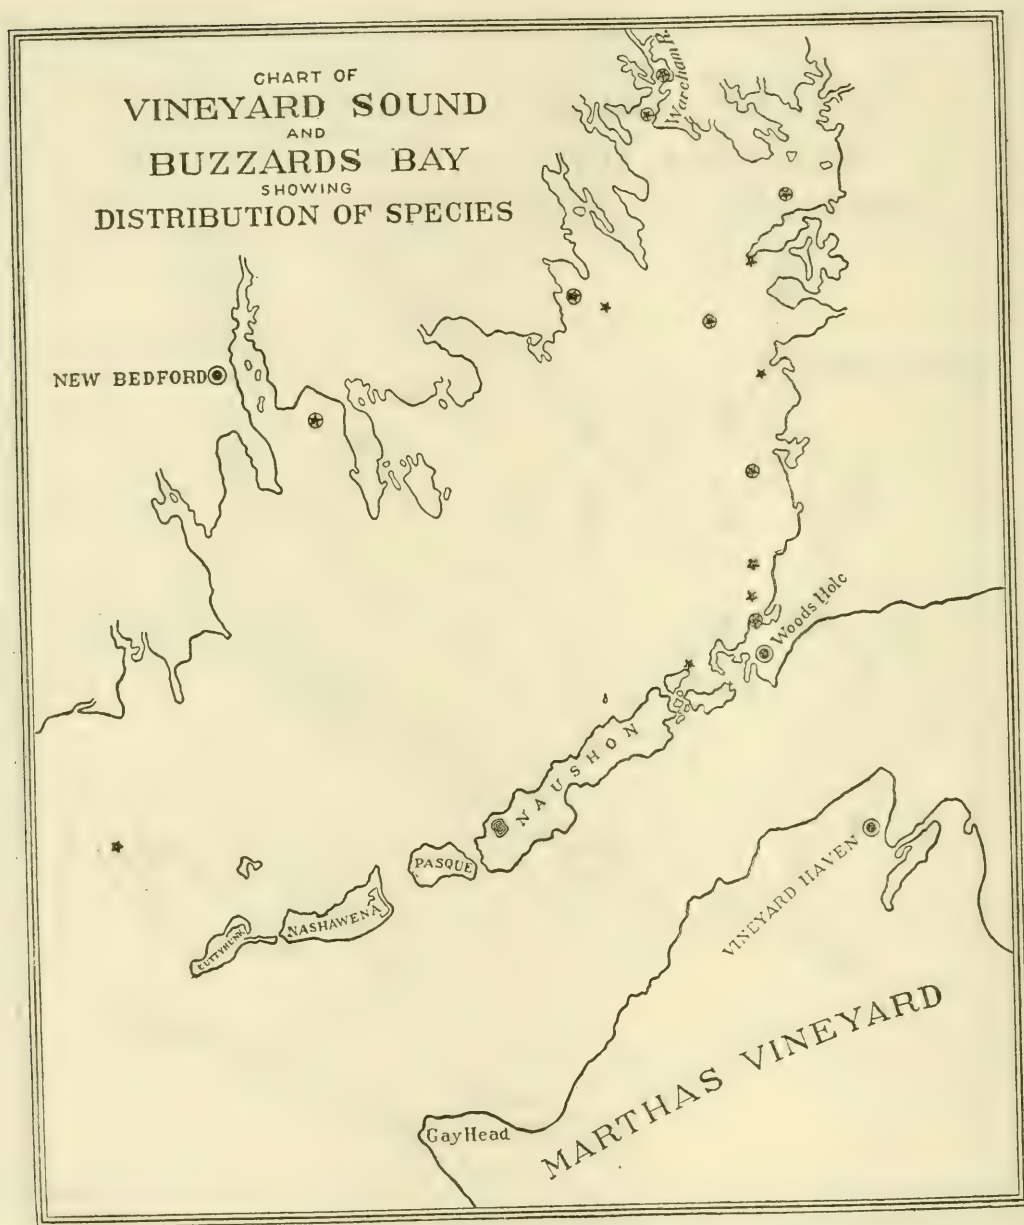 CHART OF
VINEYARD SOUND
AND
BUZZARDS BAY
SHOWING
DISTRIBUTION OF SPECIES
Wareham R.
NEW BEDFORD
Woods Hole
NAUSHON
PASQUE
NASHAWENA
CUTTYHUNK
VINEYARD HAVEN
MARTHAS VINEYARD
Gay Head